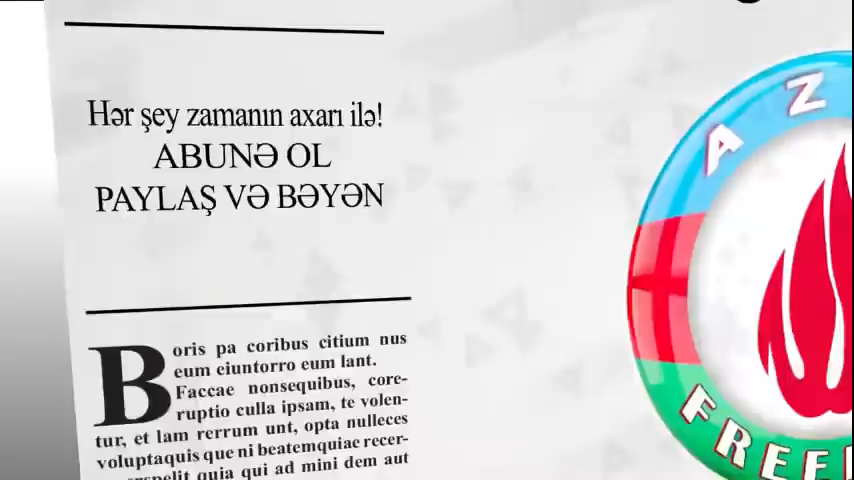 Hər şey zamanın axarı ilə!
ABUNƏ OL
PAYLAŞ VƏ BƏYƏN
Boris pa coribus citium nus
eum eiuntorro eum lant.
Faccae nonsequibus, core-
ruptio culla ipsam, te volen-
tur, et lam rerrum unt, opta nulleces
voluptaquis que ni beatemquiae recer-
quia qui ad mini dem aut
AZ
FREE